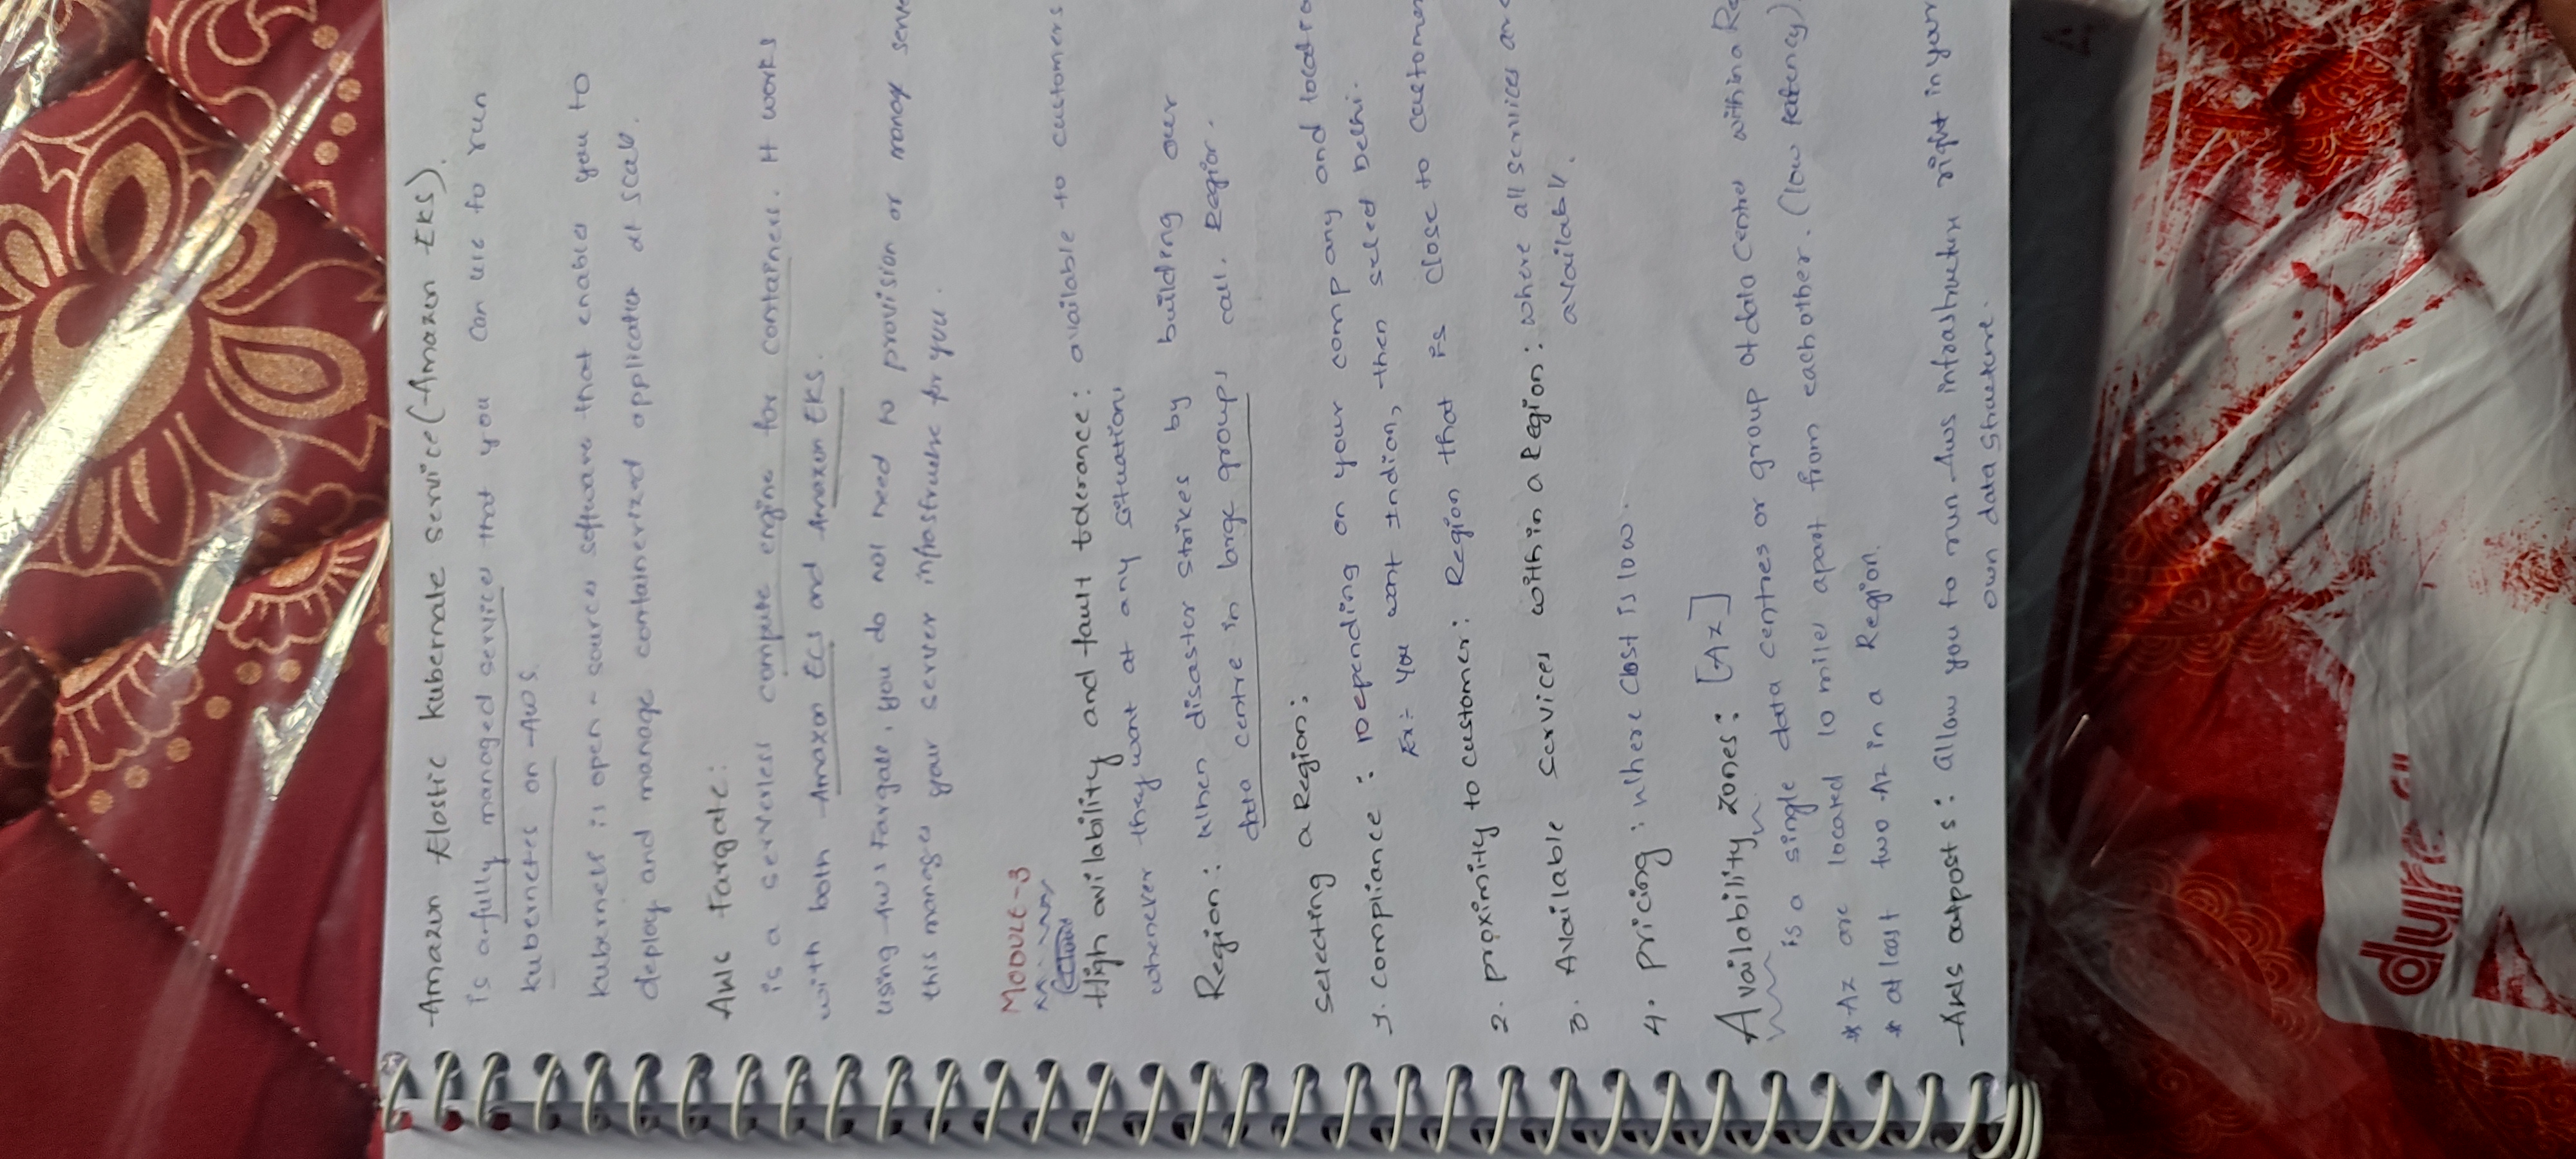 Amazon Elastic Kubernate Service (Amazon EKS).
is a fully managed service that you can use to run
kubernetes on AWS.
kubernets is open-source software that enables you to
deploy and manage containerized application at scale.
AWS Fargate:
is a serverless compute engine for containers. It works
with both Amazon ECS and Amazon EKS.
using AWS Fargate, you do not need to provision or manage serve
this manages your server infrastructure for you.
MODULE-3
High avilability and fault tolerance: available to customers
whenever they want at any situation.
Region: When disaster strikes by building our
data centre in large groups call. Region.
Selecting a Region:
1. compliance: Depending on your company and locatio
Ex:- You want Indian, then select Delhi.
2. proximity to customer: Region that is close to customer
3. Available Services within a Region: where all services are
available.
4. pricing: where Cost is low.
Availability zones: [AZ]
is a single data centres or group of data Centres within a Re
* AZ are located 10 miles apart from each other. (low latency)
* at least two AZ in a Region.
AWS outposts: allow you to run AWS infrastructure right in your
own data structure.
dure